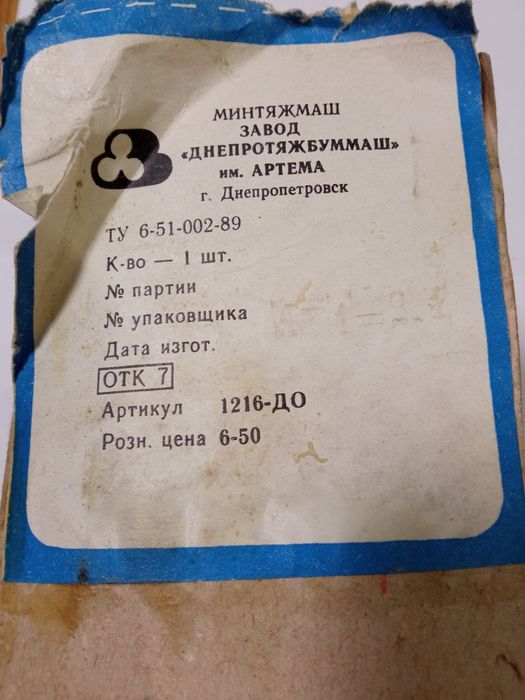 МИНТЯЖМАШ
ЗАВОД
«ДНЕПРОТЯЖБУММАШ»
им. АРТЕМА
г. Днепропетровск
ТУ 6-51-002-89
К-во — 1 шт.
№ партии
№ упаковщика
Дата изгот.
ОТК 7
Артикул 1216-ДО
Розн. цена 6-50